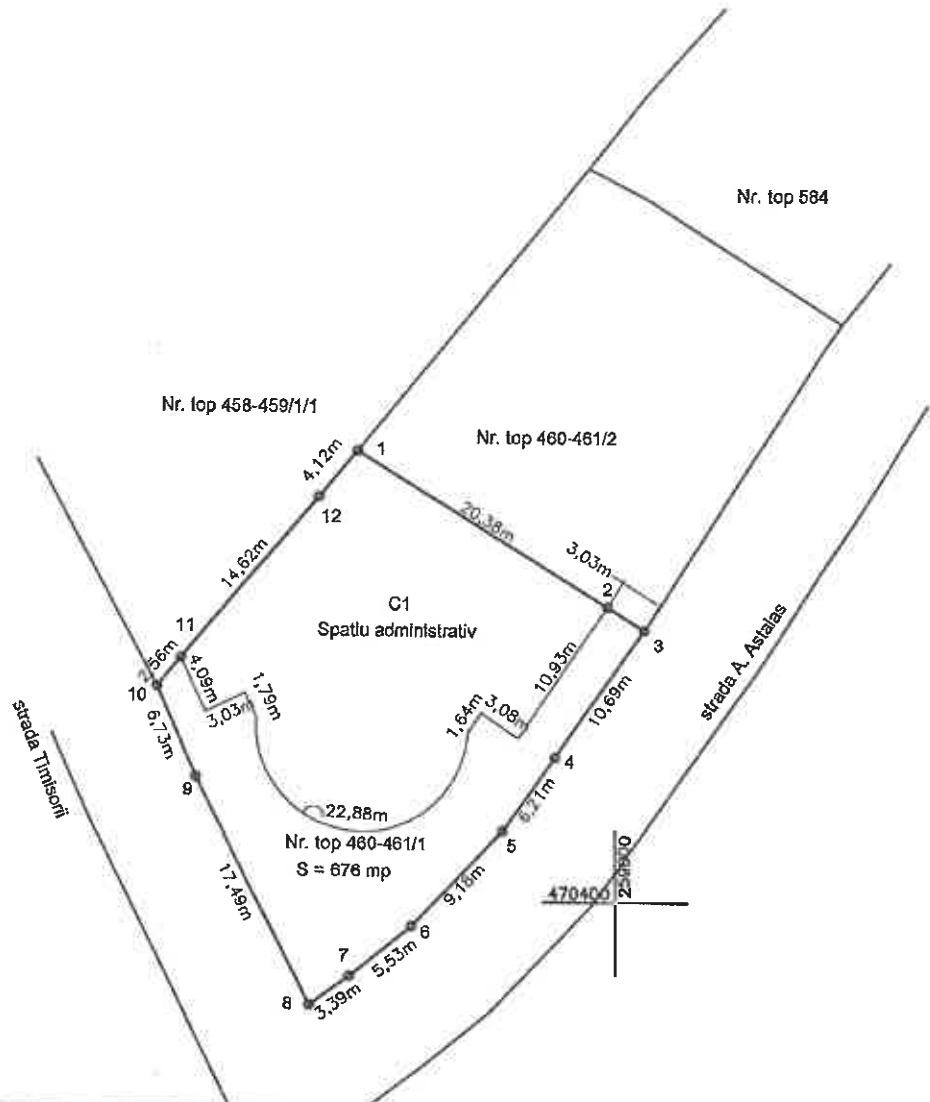 Nr. top 584
Nr. top 458-459/1/1
Nr. top 460-461/2
4,12m
1
12
20,38m
3,03m
2
3
14,62m
C1
Spatiu administrativ
11
2,56m
10
4,09m
3,03m
1,79m
1,64m
3,08m
10,93m
10,69m
strada A. Astalas
strada Timisorii
6,73m
9
4
6,21m
5
22,88m
Nr. top 460-461/1
S = 676 mp
17,49m
9,18m
470400
6
7
5,53m
8
3,39m